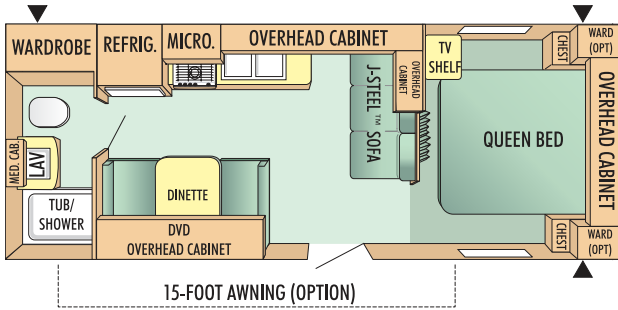 WARDROBE
REFRIG.
MICRO.
OVERHEAD CABINET
TV
SHELF
CHEST
WARD
(OPT)
J-STEEL™ SOFA
OVERHEAD
CABINET
QUEEN BED
OVERHEAD CABINET
MED. CAB.
LAV
DINETTE
TUB/
SHOWER
DVD
OVERHEAD CABINET
CHEST
WARD
(OPT)
15-FOOT AWNING (OPTION)